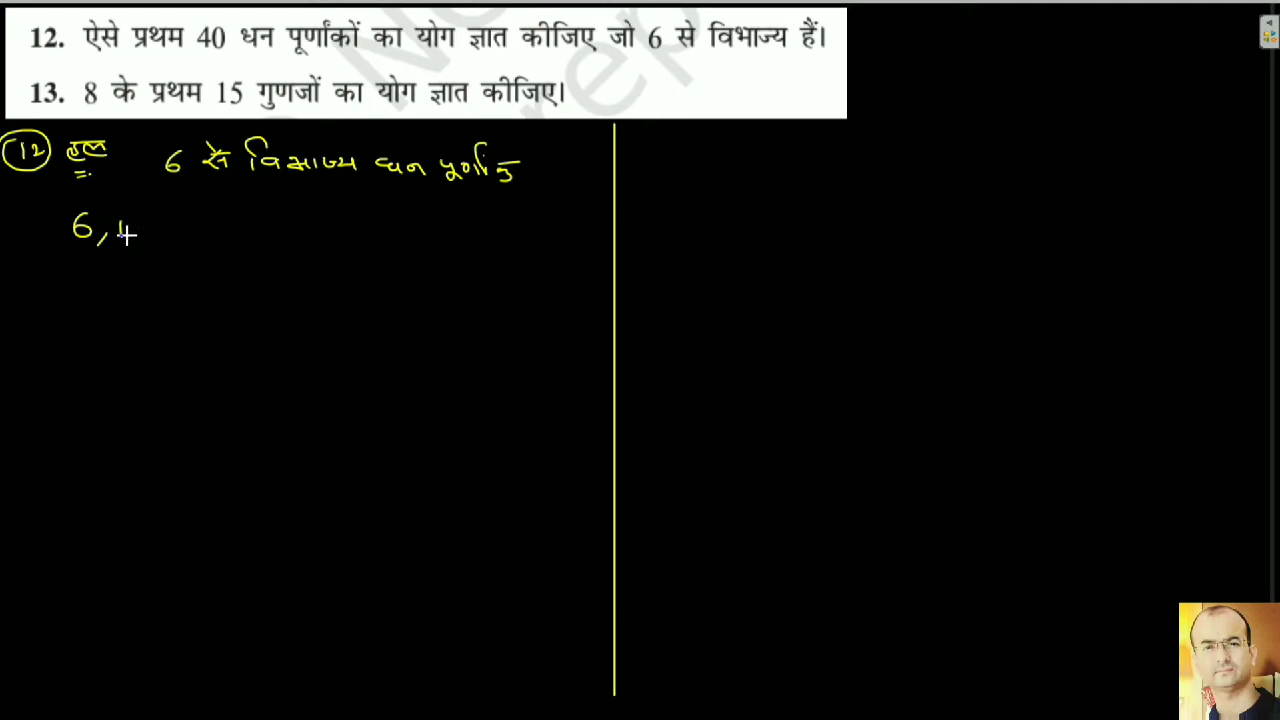 12. ऐसे प्रथम 40 धन पूर्णांकों का योग ज्ञात कीजिए जो 6 से विभाज्य हैं।
13. 8 के प्रथम 15 गुणजों का योग ज्ञात कीजिए।
12 हल 6 से विभाज्य धन पूर्णांक
6,